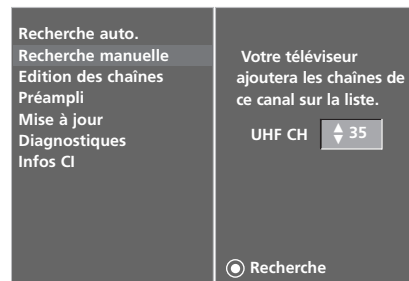 Recherche auto.
Recherche manuelle
Edition des chaînes
Préampli
Mise à jour
Diagnostiques
Infos CI
Votre téléviseur
ajoutera les chaînes de
ce canal sur la liste.
UHF CH 35
Recherche